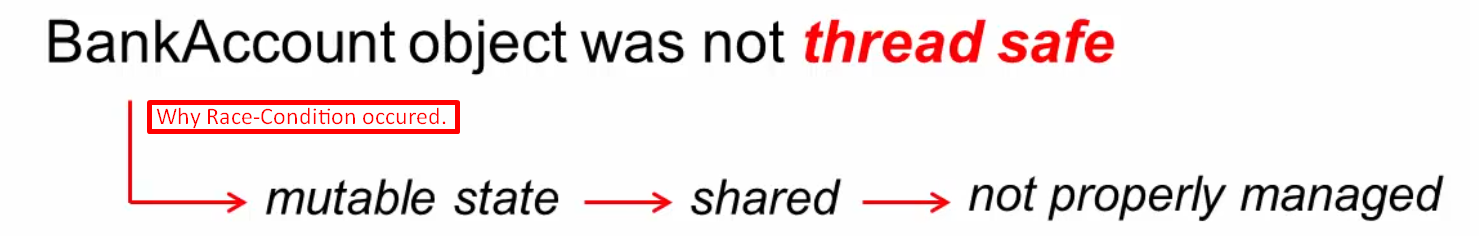 BankAccount object was not thread safe
Why Race-Condition occured.
mutable state shared not properly managed